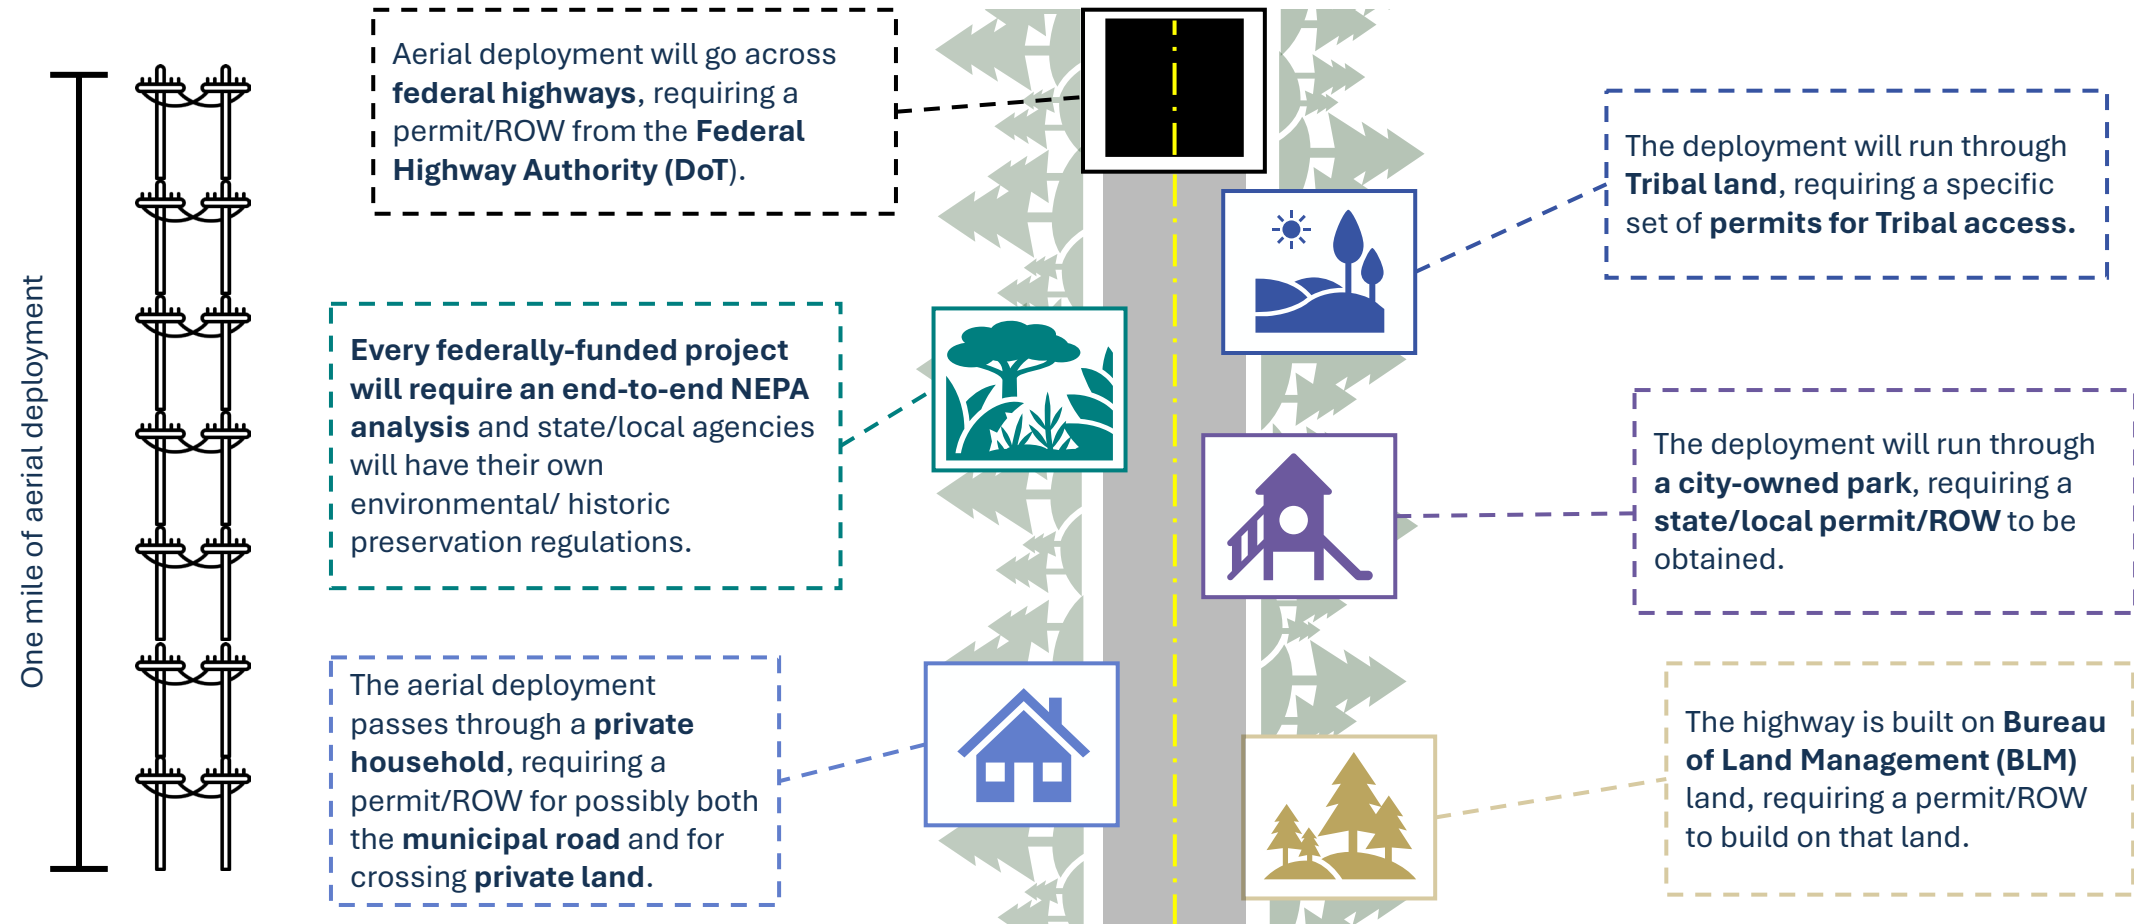 One mile of aerial deployment
Aerial deployment will go across
federal highways, requiring a
permit/ROW from the Federal
Highway Authority (DoT).
Every federally-funded project
will require an end-to-end NEPA
analysis and state/local agencies
will have their own
environmental/ historic
preservation regulations.
The aerial deployment
passes through a private
household, requiring a
permit/ROW for possibly both
the municipal road and for
crossing private land.
The deployment will run through
Tribal land, requiring a specific
set of permits for Tribal access.
The deployment will run through
a city-owned park, requiring a
state/local permit/ROW to be
obtained.
The highway is built on Bureau
of Land Management (BLM)
land, requiring a permit/ROW
to build on that land.